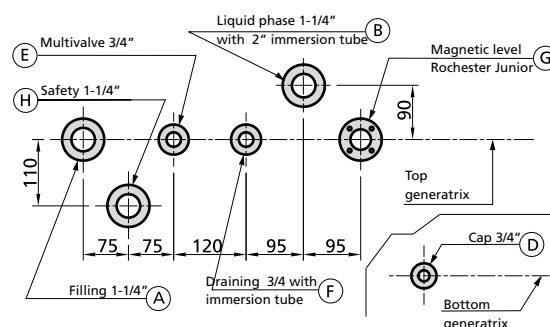 Liquid phase 1-1/4"
with 2" immersion tube
B
Multivalve 3/4"
E
Magnetic level
Rochester Junior
G
H
Safety 1-1/4"
90
110
Top
generatrix
75
75
120
95
95
Cap 3/4"
D
Filling 1-1/4"
A
Draining 3/4 with
immersion tube
F
Bottom
generatrix